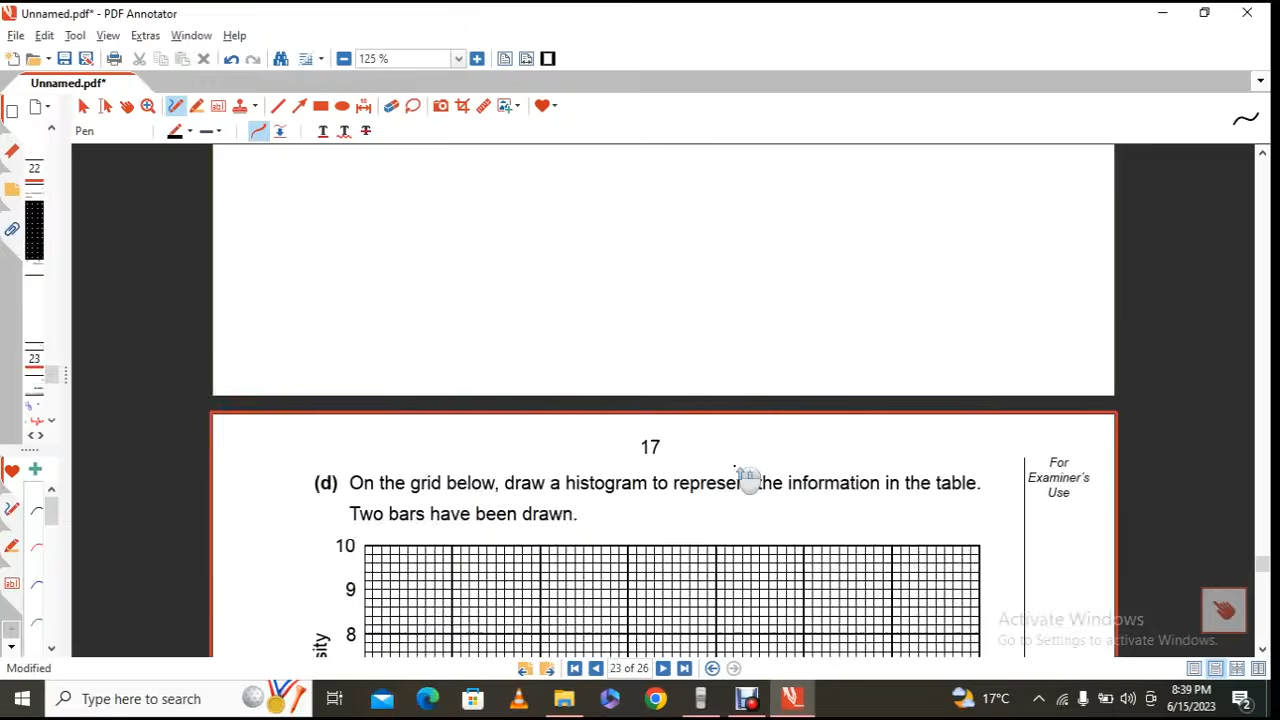 Unnamed.pdf* - PDF Annotator
File Edit Tool View Extras Window Help
125 %
Unnamed.pdf*
Pen
22
23
17
For
Examiner's
Use
(d) On the grid below, draw a histogram to represent the information in the table.
Two bars have been drawn.
10
9
8
sity
Activate Windows
Go to Settings to activate Windows.
Modified
23 of 26
Type here to search
17°C
8:39 PM
6/15/2023
2